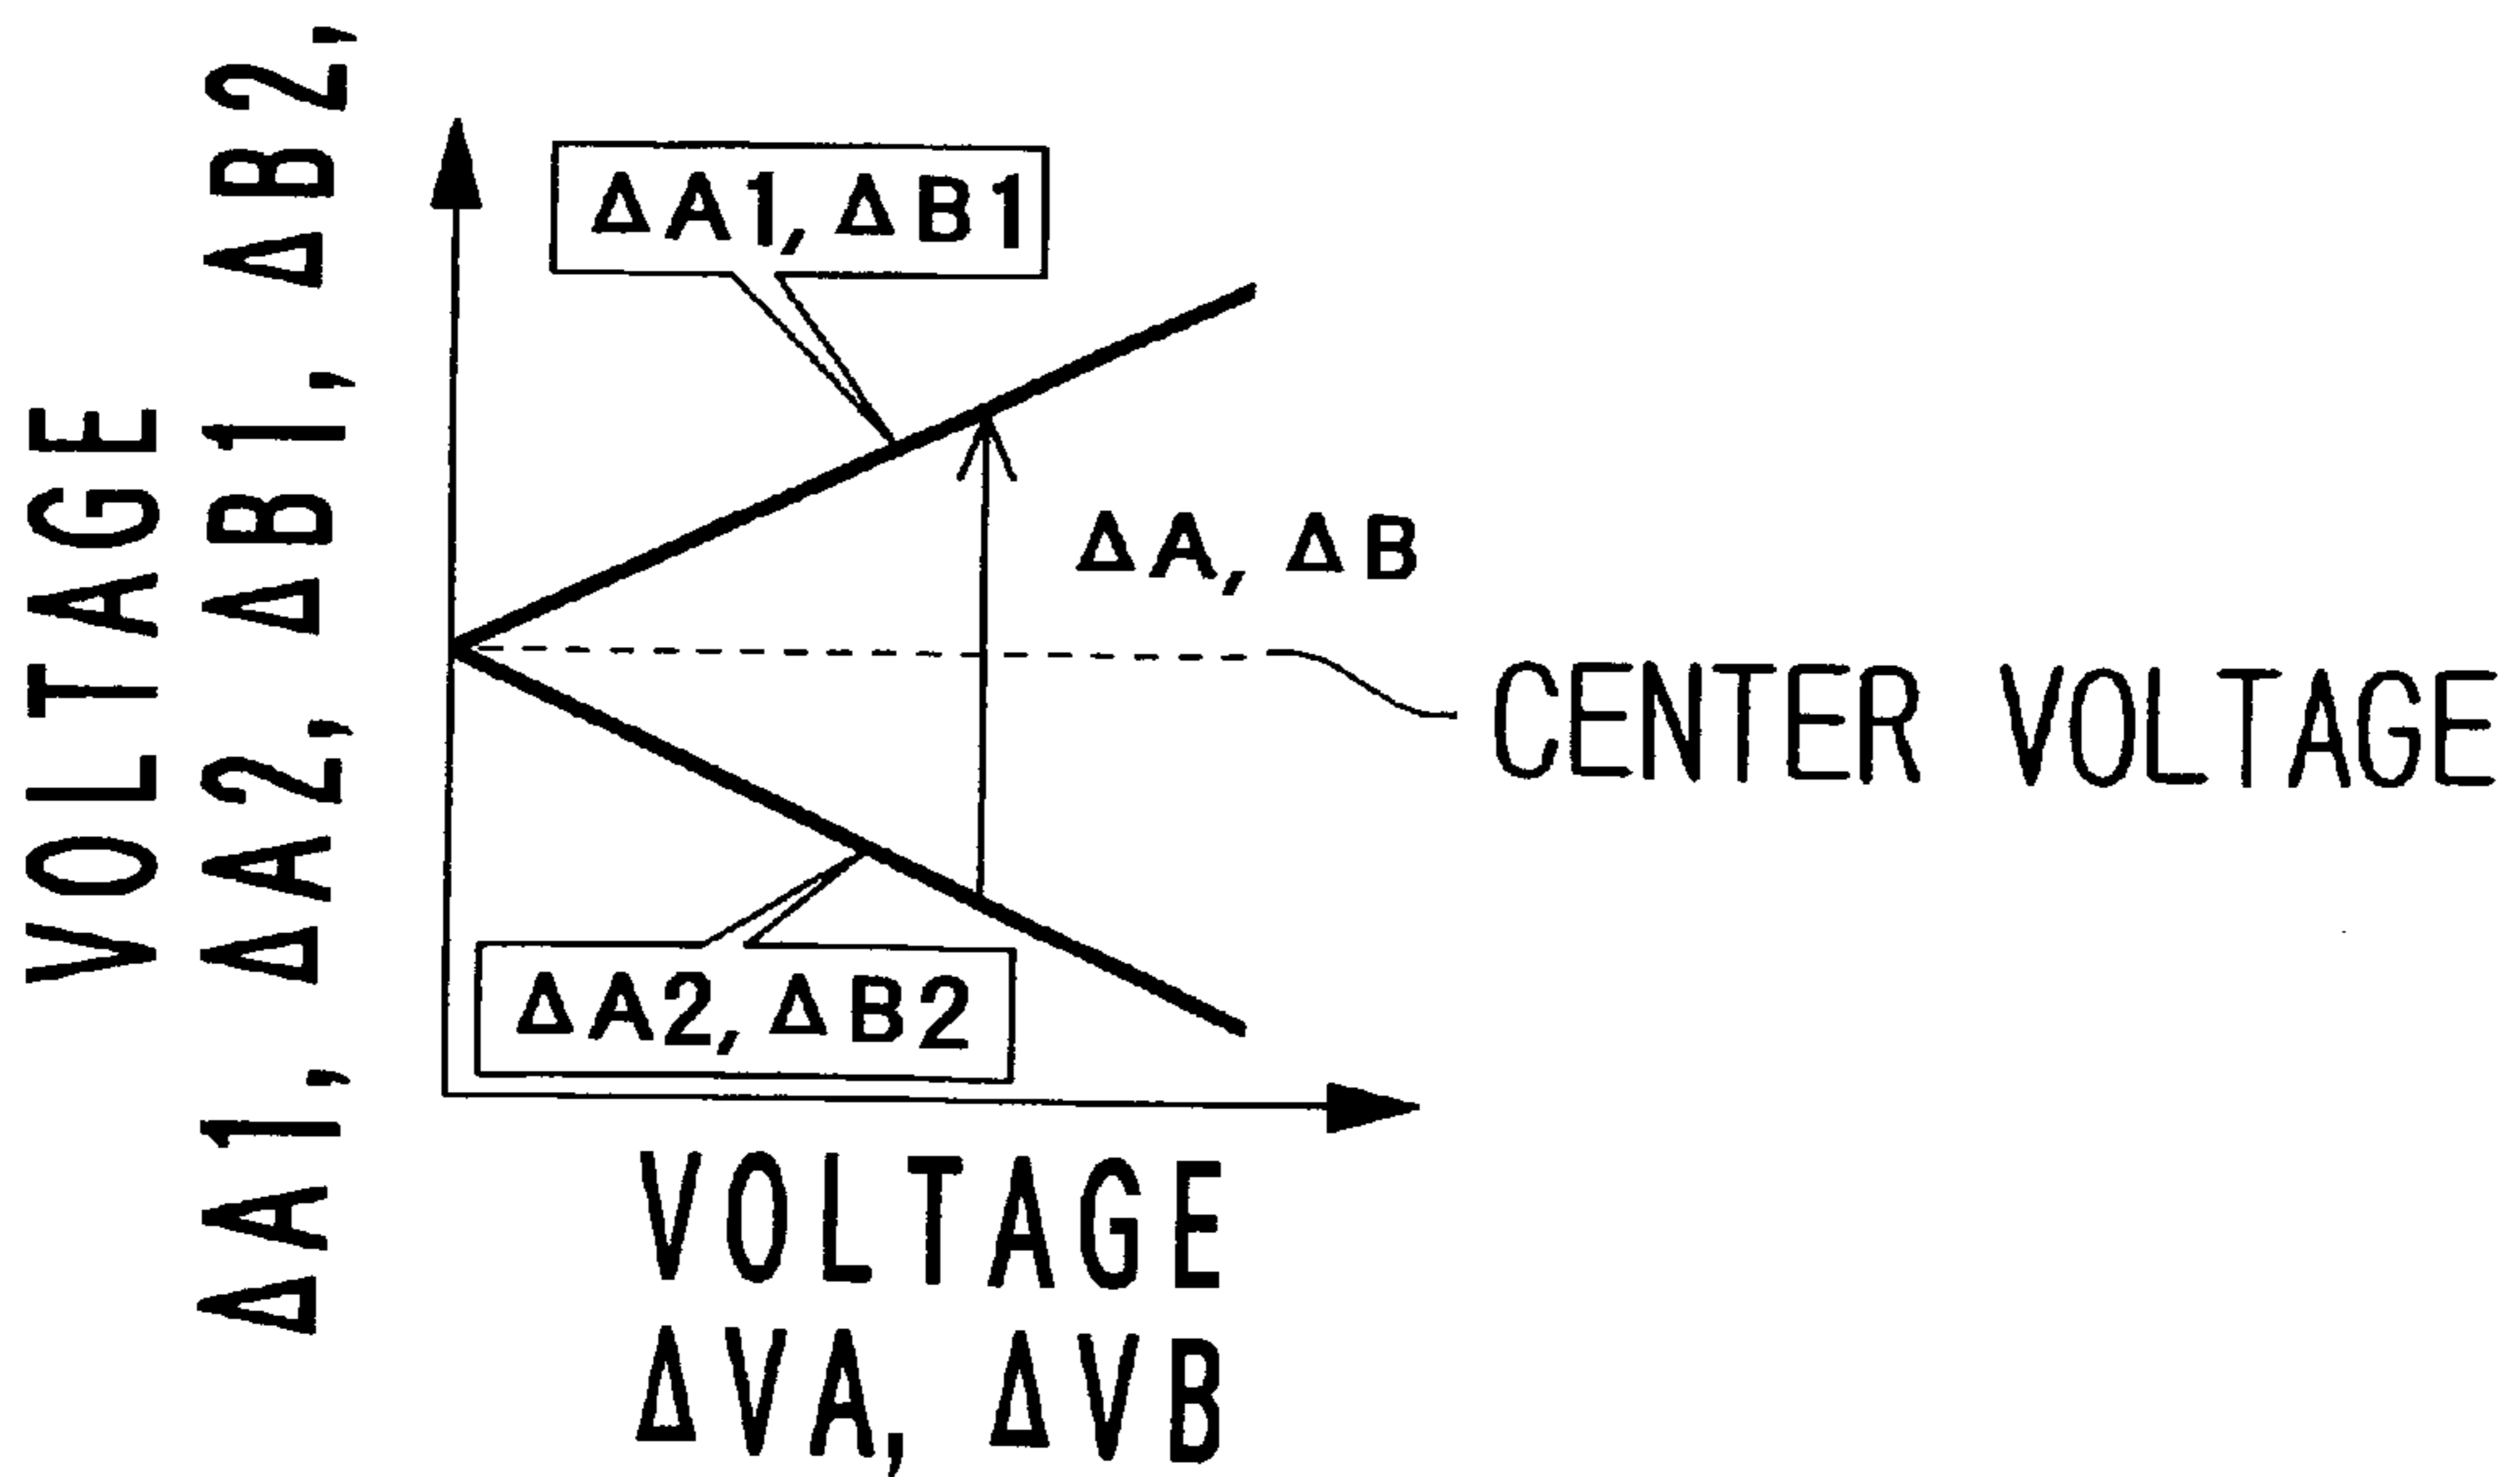 VOLTAGE
ΔA1, ΔA2, ΔB1, ΔB2,
ΔA1, ΔB1
ΔA, ΔB
CENTER VOLTAGE
ΔA2, ΔB2
VOLTAGE
ΔVA, ΔVB